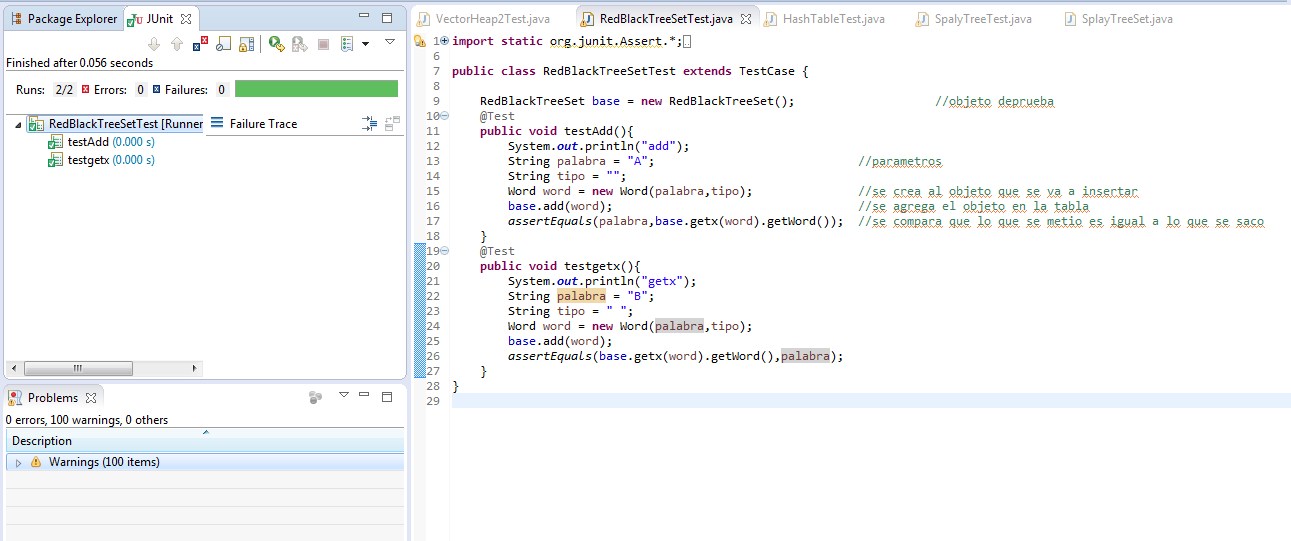 Package Explorer JUnit
Finished after 0.056 seconds
Runs: 2/2 Errors: 0 Failures: 0
RedBlackTreeSetTest [Runner
Failure Trace
testAdd (0.000 s)
testgetx (0.000 s)
Problems
0 errors, 100 warnings, 0 others
Description
Warnings (100 items)
VectorHeap2Test.java RedBlackTreeSetTest.java HashTableTest.java SpalyTreeTest.java SplayTreeSet.java
1 import static org.junit.Assert.*;
6
7 public class RedBlackTreeSetTest extends TestCase {
8
9 RedBlackTreeSet base = new RedBlackTreeSet(); //objeto deprueba
10 @Test
11 public void testAdd(){
12 System.out.println("add");
13 String palabra = "A"; //parametros
14 String tipo = "";
15 Word word = new Word(palabra,tipo); //se crea al objeto que se va a insertar
16 base.add(word); //se agrega el objeto en la tabla
17 assertEquals(palabra,base.getx(word).getWord()); //se compara que lo que se metio es igual a lo que se saco
18 }
19 @Test
20 public void testgetx(){
21 System.out.println("getx");
22 String palabra = "B";
23 String tipo = " ";
24 Word word = new Word(palabra,tipo);
25 base.add(word);
26 assertEquals(base.getx(word).getWord(),palabra);
27 }
28 }
29